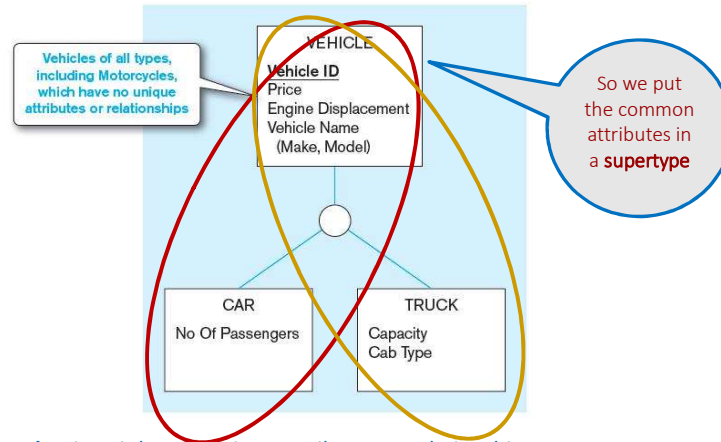 Vehicles of all types,
including Motorcycles,
which have no unique
attributes or relationships
VEHICLE
Vehicle ID
Price
Engine Displacement
Vehicle Name
(Make, Model)
So we put
the common
attributes in
a supertype
CAR
No Of Passengers
TRUCK
Capacity
Cab Type